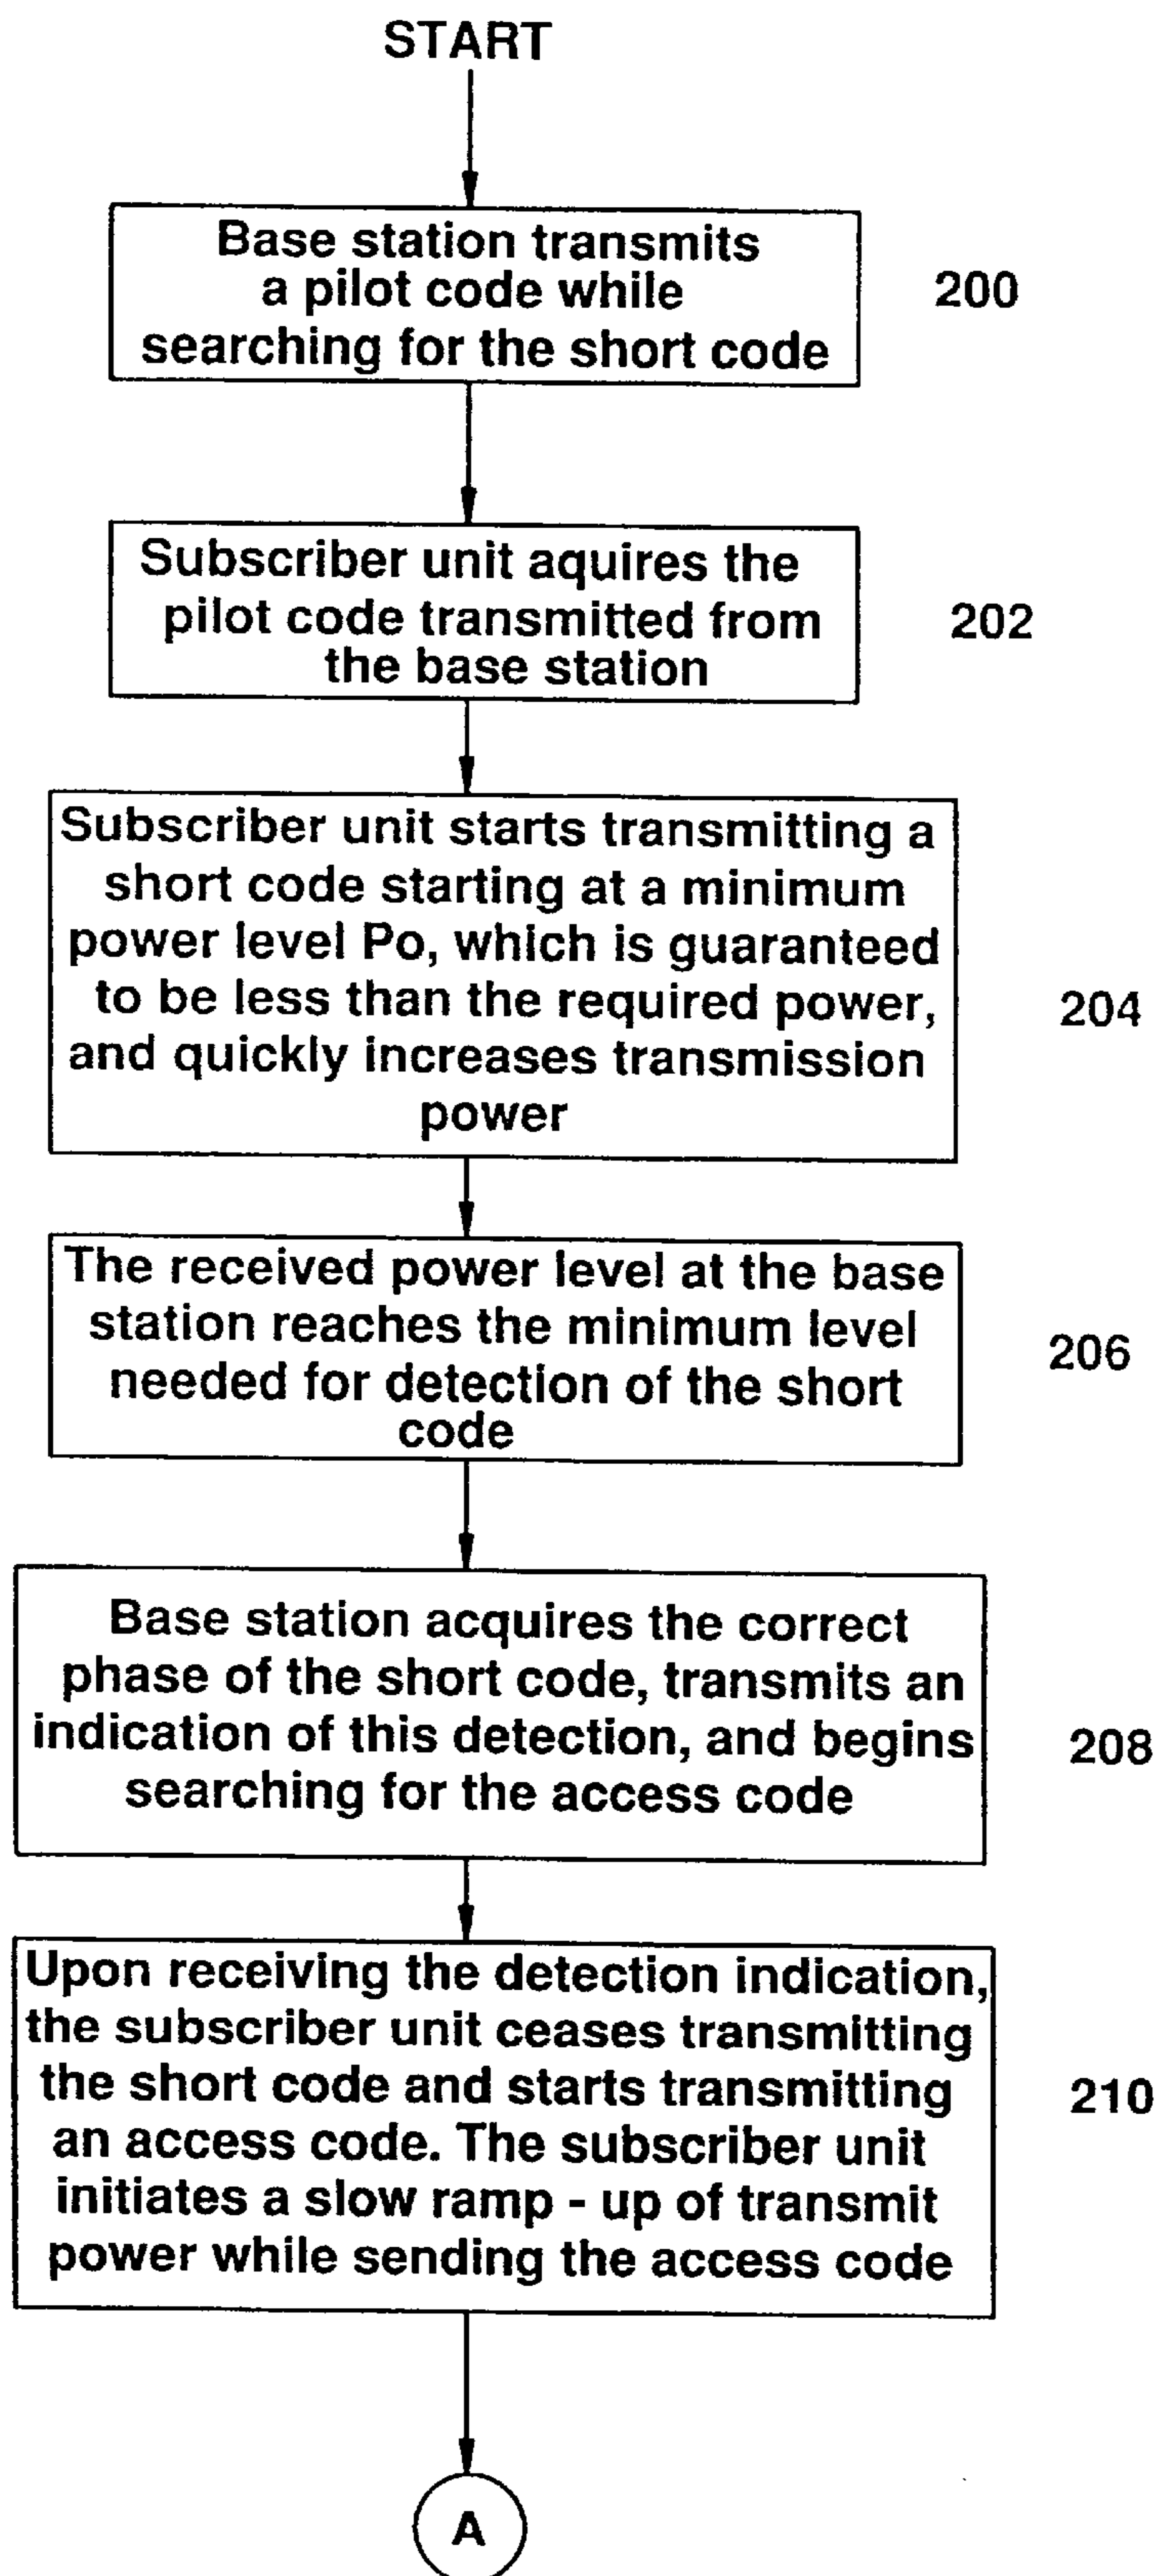 START
Base station transmits
a pilot code while
searching for the short code
200
Subscriber unit aquires the
pilot code transmitted from
the base station
202
Subscriber unit starts transmitting a
short code starting at a minimum
power level Po, which is guaranteed
to be less than the required power,
and quickly increases transmission
power
204
The received power level at the base
station reaches the minimum level
needed for detection of the short
code
206
Base station acquires the correct
phase of the short code, transmits an
indication of this detection, and begins
searching for the access code
208
Upon receiving the detection indication,
the subscriber unit ceases transmitting
the short code and starts transmitting
an access code. The subscriber unit
initiates a slow ramp - up of transmit
power while sending the access code
210
A